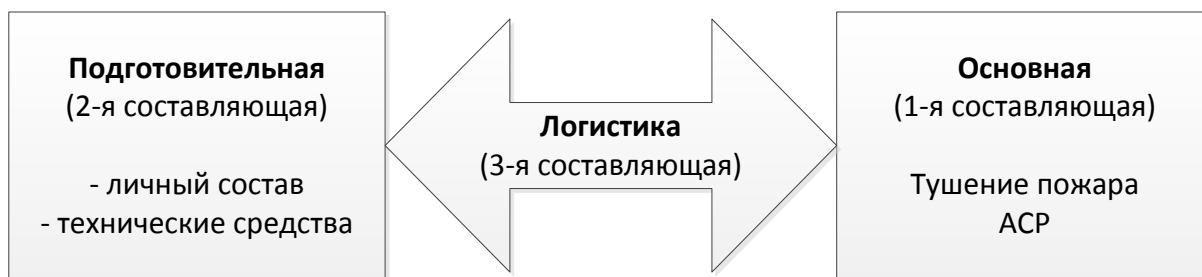 Подготовительная
(2-я составляющая)
- личный состав
- технические средства
Логистика
(3-я составляющая)
Основная
(1-я составляющая)
Тушение пожара
АСР